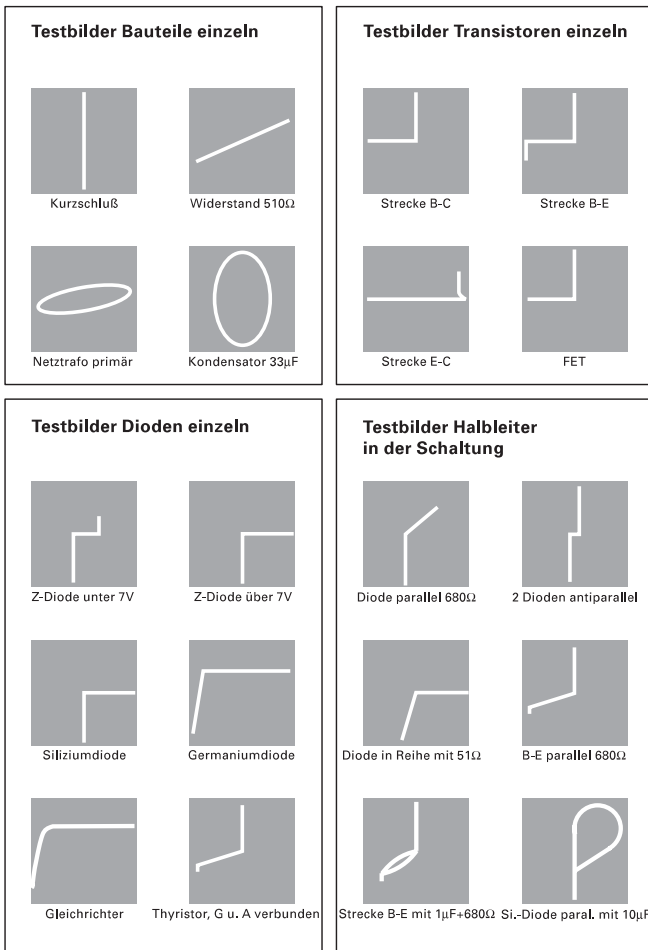 Testbilder Bauteile einzeln
Kurzschluß
Widerstand 510Ω
Netztrafo primär
Kondensator 33µF
Testbilder Transistoren einzeln
Strecke B-C
Strecke B-E
Strecke E-C
FET
Testbilder Dioden einzeln
Z-Diode unter 7V
Z-Diode über 7V
Siliziumdiode
Germaniumdiode
Gleichrichter
Thyristor, G u. A verbunden
Testbilder Halbleiter
in der Schaltung
Diode parallel 680Ω
2 Dioden antiparallel
Diode in Reihe mit 51Ω
B-E parallel 680Ω
Strecke B-E mit 1µF+680Ω
Si.-Diode paral. mit 10µF